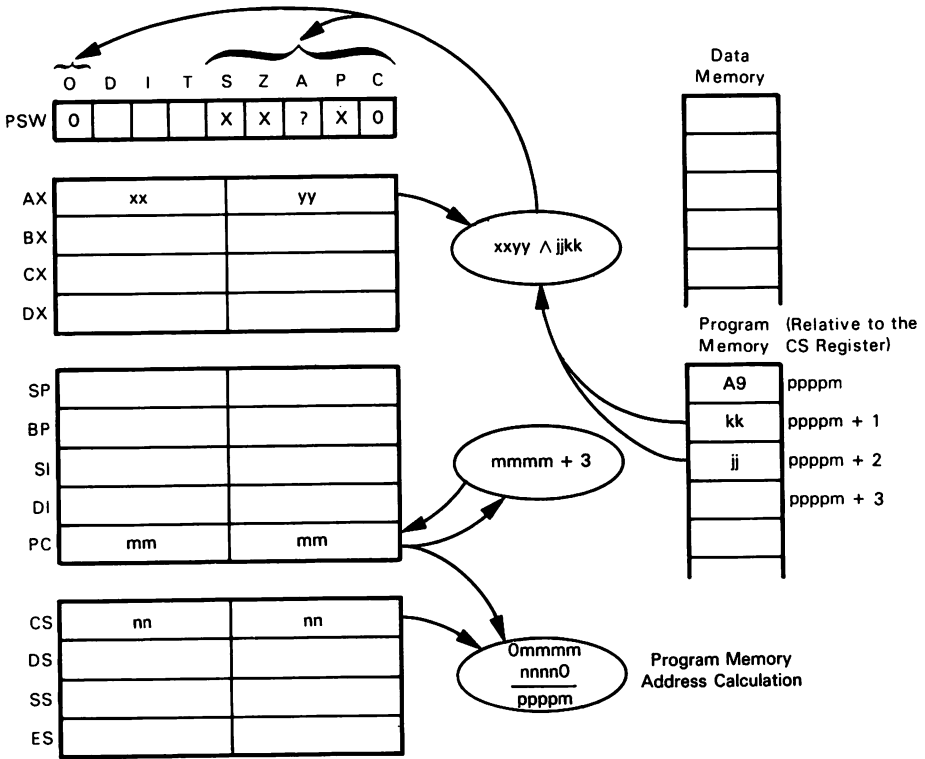 O D I T S Z A P C
PSW O X X ? X O
Data
Memory
AX xx yy
BX
CX
DX
xxyy ∧ jjkk
Program
Memory
(Relative to the
CS Register)
A9 ppppm
kk ppppm + 1
jj ppppm + 2
ppppm + 3
SP
BP
SI
DI
PC mm mm
mmmm + 3
CS nn nn
DS
SS
ES
0mmmm
nnnn0
ppppm
Program Memory
Address Calculation